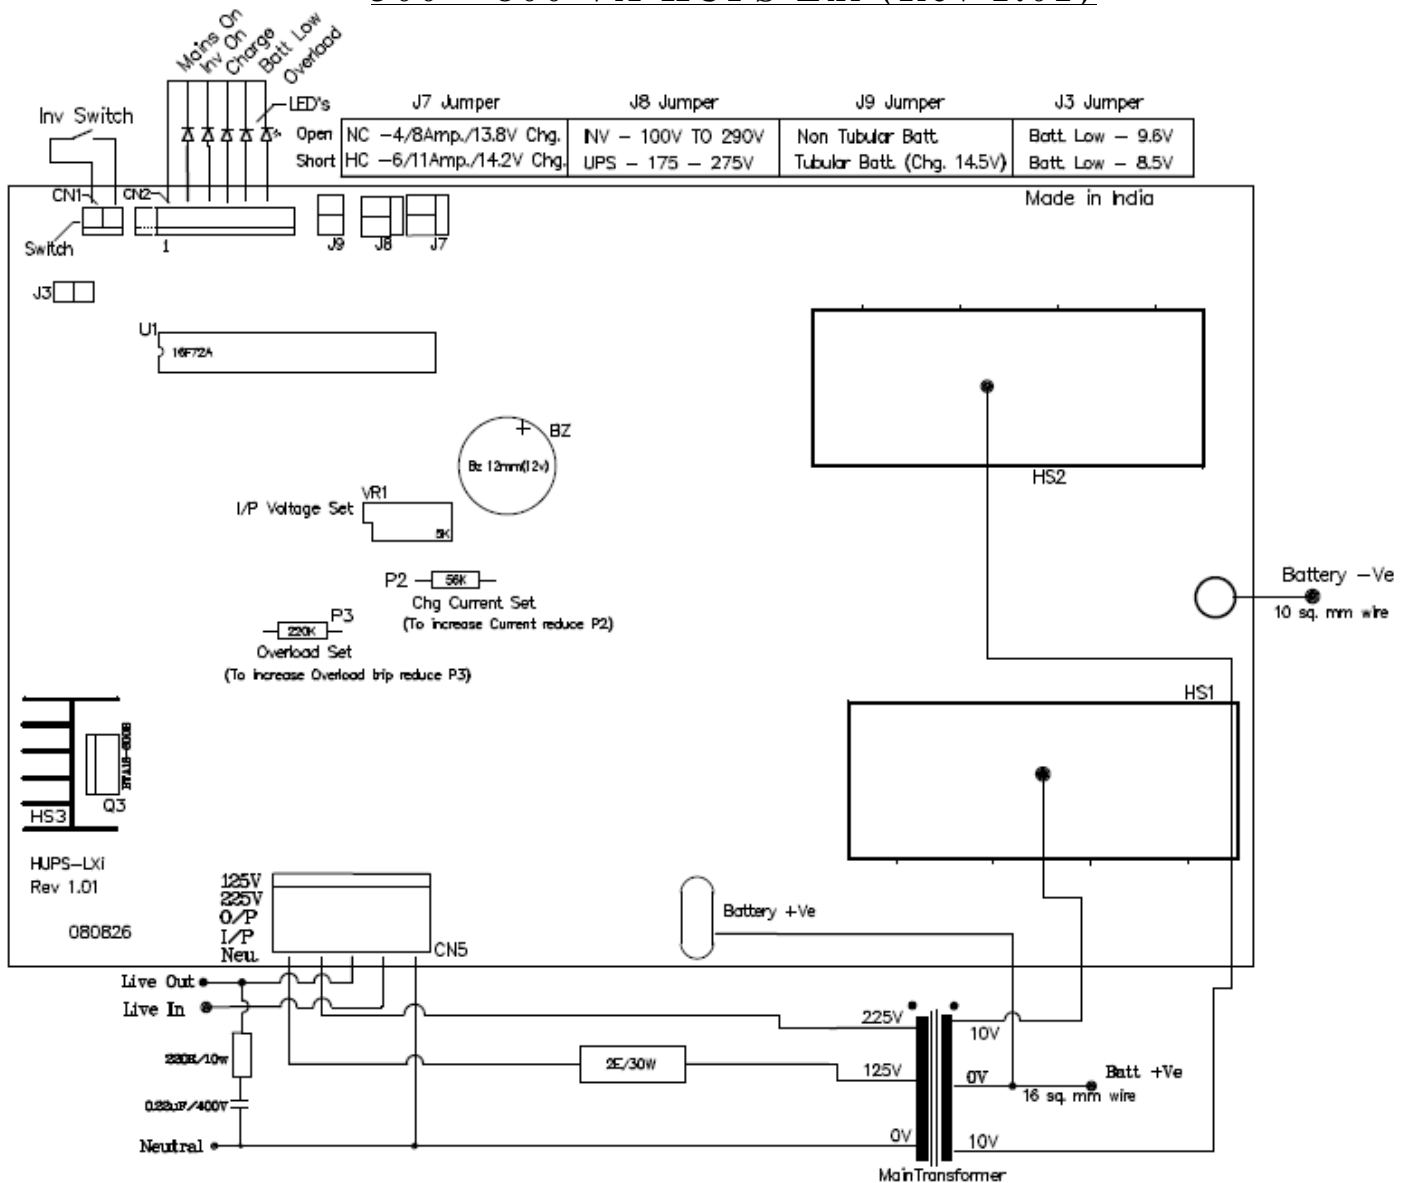 Mains On
Inv On
Charge
Batt Low
Overload
LED's
Inv Switch
J7 Jumper J8 Jumper J9 Jumper J3 Jumper
Open NC -4/8Amp./13.8V Chg. INV - 100V TO 290V Non Tubular Batt Batt Low - 9.6V
Short HC -6/11Amp./14.2V Chg. UPS - 175 - 275V Tubular Batt. (Chg. 14.5V) Batt Low - 8.5V
CN1 CN2 Made in India
Switch 1 J9 J8 J7
J3
U1
16F72A
BZ
Bz 12mm(12v)
HS2
VR1
I/P Voltage Set
5K
P2 56K
Chg Current Set
(To increase Current reduce P2)
Battery -Ve
10 sq. mm wire
P3
220K
Overload Set
(To increase Overload trip reduce P3)
HS1
Q3
HS3
HUPS-LXi
Rev 1.01
080826
125V
225V
O/P
I/P
Neu.
CN5
Battery +Ve
Live Out
Live In
225V
10V
220E/10w
2E/30W
125V
0V
Batt +Ve
16 sq. mm wire
0.22uF/400V
Neutral
0V
10V
MainTransformer